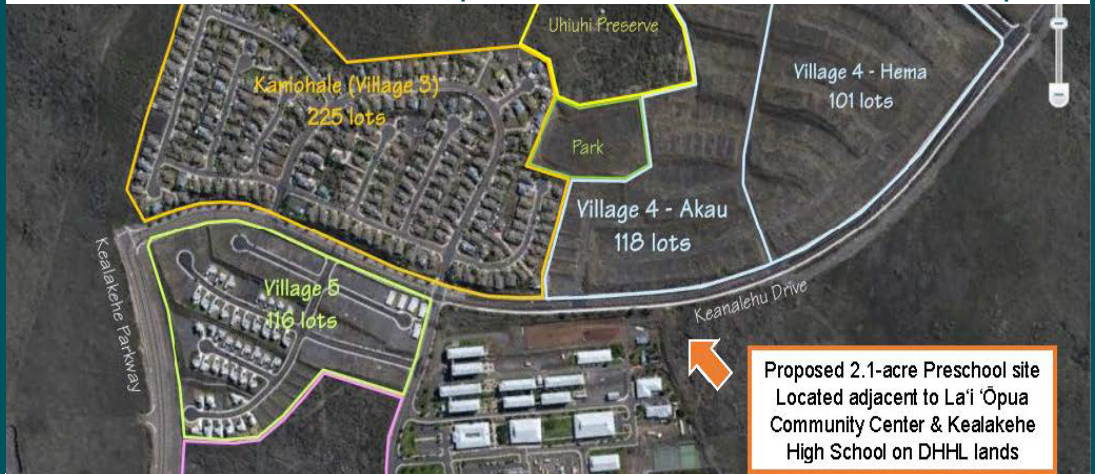 Uhiuhi Preserve
Kaniohale (Village 3)
225 lots
Village 4 - Hema
101 lots
Park
Village 4 - Akau
118 lots
Kealakehe Parkway
Village 5
116 lots
Keanalehu Drive
Proposed 2.1-acre Preschool site
Located adjacent to La‘i ‘Ōpua
Community Center & Kealakehe
High School on DHHL lands